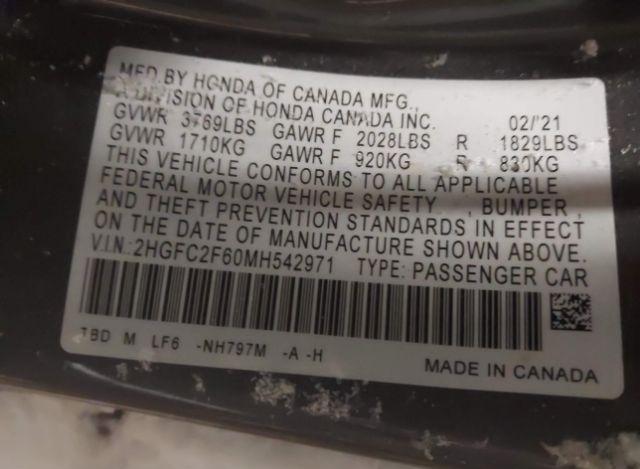 MFD.BY HONDA OF CANADA MFG.,
A DIVISION OF HONDA CANADA INC. 02/'21
GVWR 3769LBS GAWR F 2028LBS R 1829LBS
GVWR 1710KG GAWR F 920KG R 830KG
THIS VEHICLE CONFORMS TO ALL APPLICABLE
FEDERAL MOTOR VEHICLE SAFETY , BUMPER ,
AND THEFT PREVENTION STANDARDS IN EFFECT
ON THE DATE OF MANUFACTURE SHOWN ABOVE.
V.I.N.:2HGFC2F60MH542971 TYPE: PASSENGER CAR
TBD M LF6 -NH797M -A -H
MADE IN CANADA